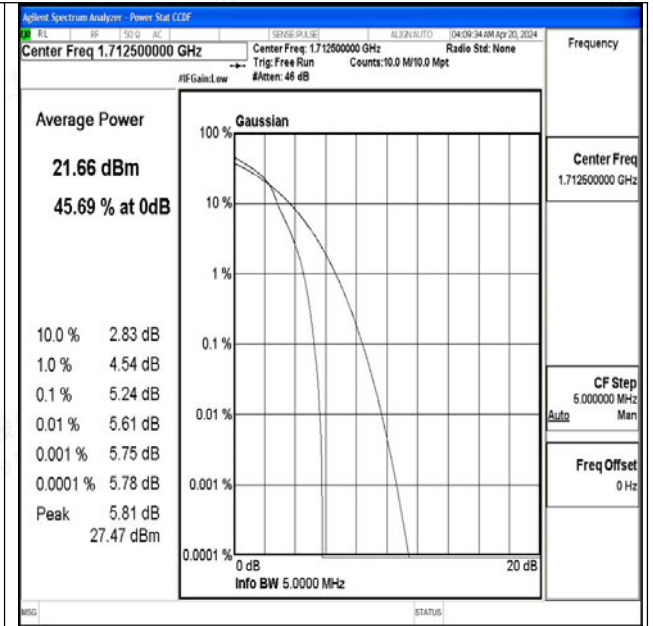 Agilent Spectrum Analyzer - Power Stat CCDF
RL RF 50 Ω AC SENSE:PULSE ALIGN AUTO 04:09:34 AM Apr 20, 2024
Center Freq 1.712500000 GHz
Center Freq: 1.712500000 GHz Radio Std: None
Trig: Free Run Counts:10.0 M/10.0 Mpt
#IFGain:Low #Atten: 46 dB
Frequency
Average Power
21.66 dBm
45.69 % at 0dB
10.0 % 2.83 dB
1.0 % 4.54 dB
0.1 % 5.24 dB
0.01 % 5.61 dB
0.001 % 5.75 dB
0.0001 % 5.78 dB
Peak 5.81 dB
27.47 dBm
Gaussian
100 %
10 %
1 %
0.1 %
0.01 %
0.001 %
0.0001 %
0 dB 20 dB
Info BW 5.0000 MHz
Center Freq
1.712500000 GHz
CF Step
5.000000 MHz
Auto Man
Freq Offset
0 Hz
MSG STATUS